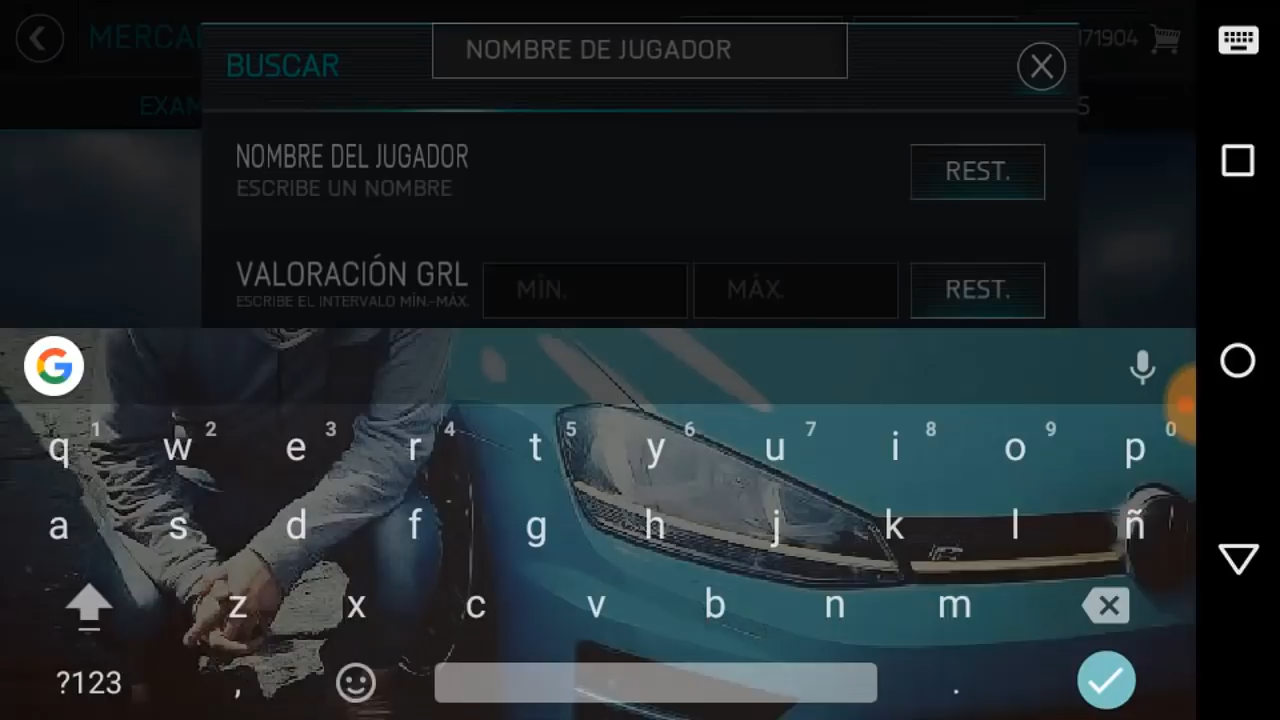 MERCA
BUSCAR
NOMBRE DE JUGADOR
171904
EXAM
S
NOMBRE DEL JUGADOR
ESCRIBE UN NOMBRE
REST.
VALORACIÓN GRL
ESCRIBE EL INTERVALO MÍN.-MÁX.
MÍN.
MÁX.
REST.
G
q 1 w 2 e 3 r 4 t 5 y 6 u 7 i 8 o 9 p 0
a s d f g h j k l ñ
z x c v b n m
?123 , .